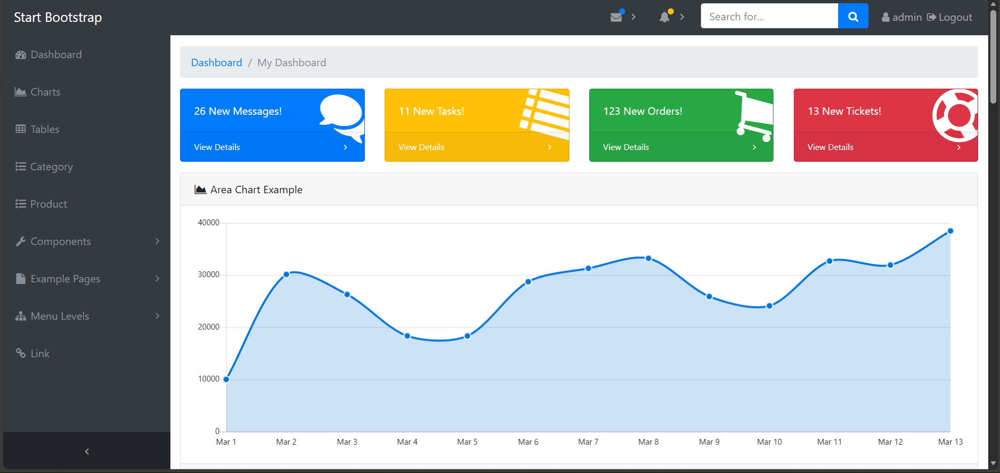 Start Bootstrap
Search for...
admin Logout
Dashboard
Charts
Tables
Category
Product
Components
Example Pages
Menu Levels
Link
Dashboard / My Dashboard
26 New Messages!
View Details
11 New Tasks!
View Details
123 New Orders!
View Details
13 New Tickets!
View Details
Area Chart Example
40000
30000
20000
10000
0
Mar 1 Mar 2 Mar 3 Mar 4 Mar 5 Mar 6 Mar 7 Mar 8 Mar 9 Mar 10 Mar 11 Mar 12 Mar 13